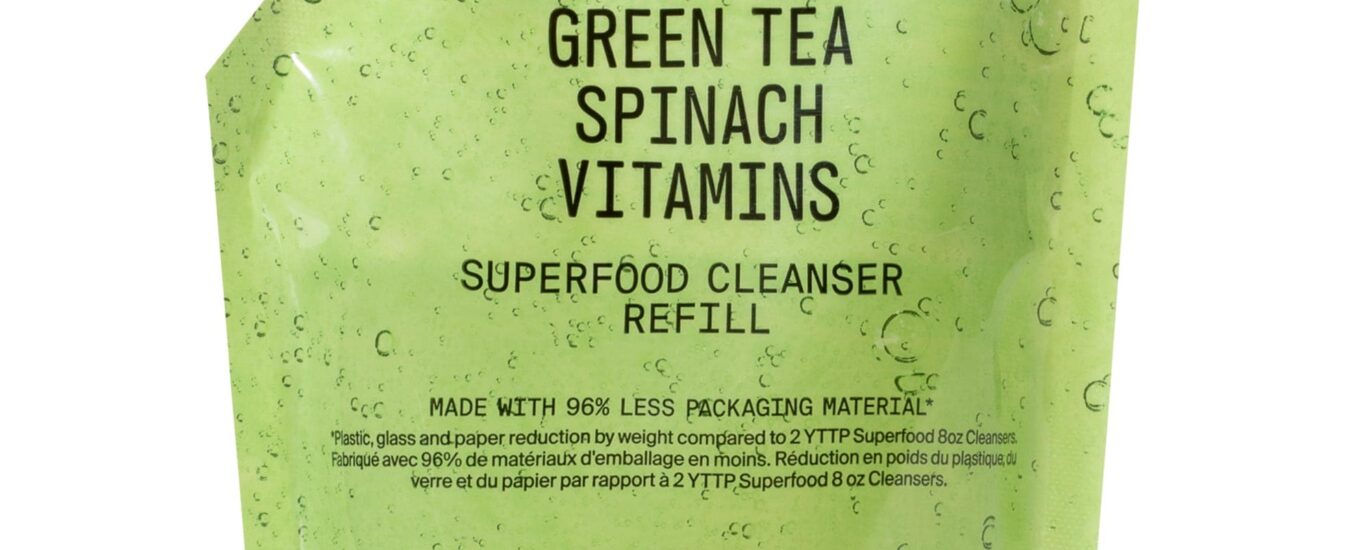 GREEN TEA
SPINACH
VITAMINS
SUPERFOOD CLEANSER
REFILL
MADE WITH 96% LESS PACKAGING MATERIAL*
*Plastic, glass and paper reduction by weight compared to 2 YTTP Superfood 8oz Cleansers.
Fabriqué avec 96% de matériaux d'emballage en moins. Réduction en poids du plastique, du
verre et du papier par rapport à 2 YTTP Superfood 8 oz Cleansers.